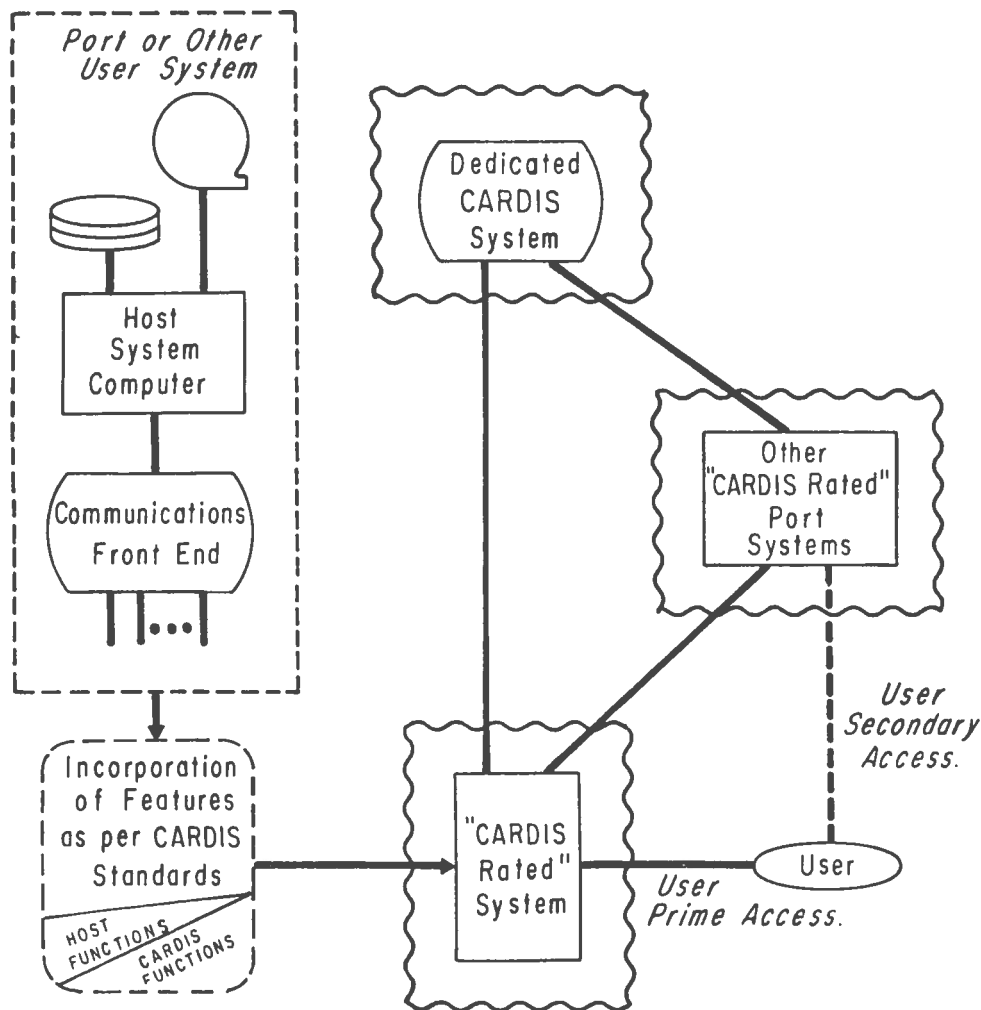 Port or Other
User System
Host
System
Computer
Communications
Front End
Incorporation
of Features
as per CARDIS
Standards
HOST
FUNCTIONS
CARDIS
FUNCTIONS
Dedicated
CARDIS
System
Other
"CARDIS Rated"
Port
Systems
User
Secondary
Access.
"CARDIS
Rated"
System
User
Prime Access.
User